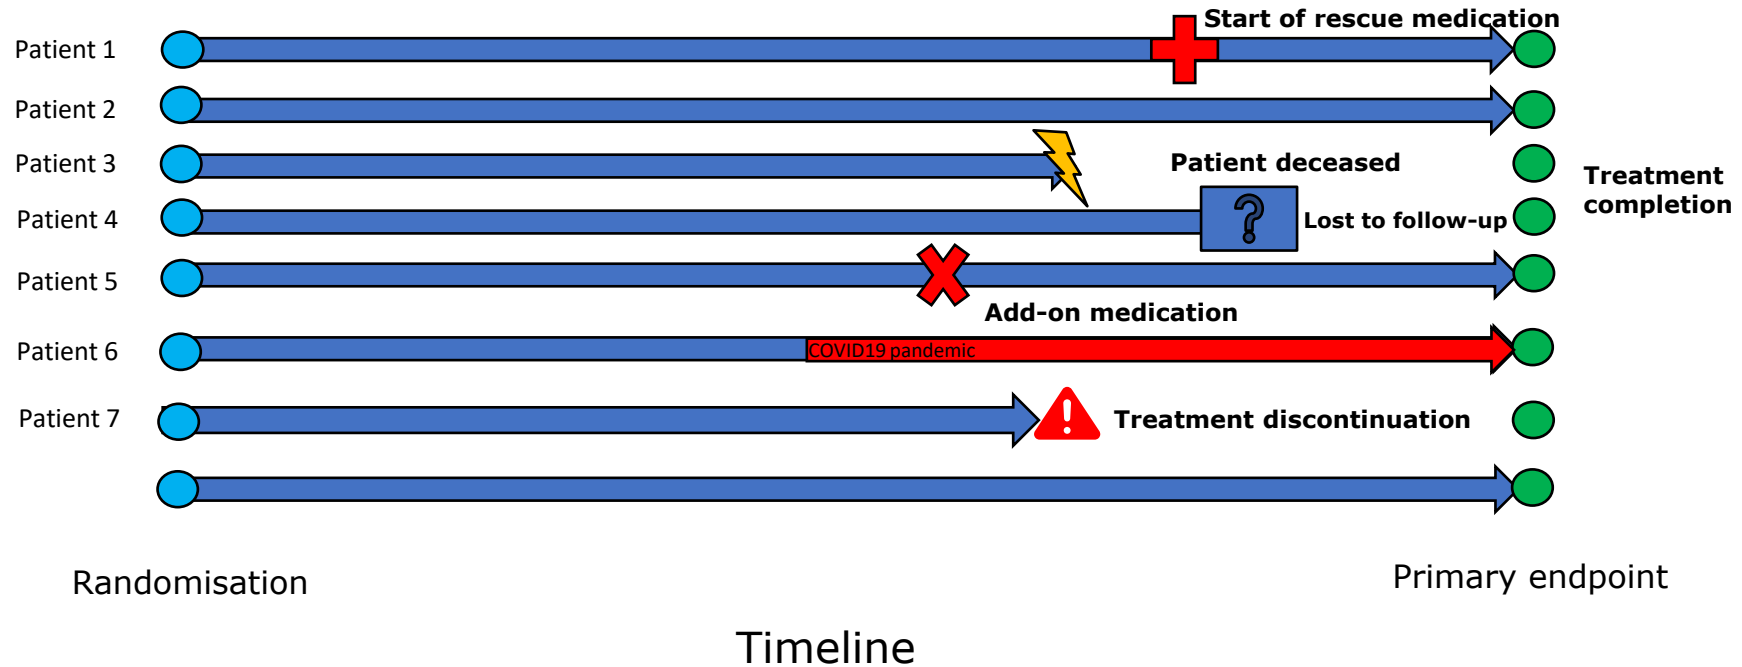 Start of rescue medication
Patient 1
Patient 2
Patient 3
Patient deceased
Treatment
completion
Patient 4
?
Lost to follow-up
Patient 5
Add-on medication
Patient 6
COVID19 pandemic
Patient 7
!
Treatment discontinuation
Randomisation
Primary endpoint
Timeline